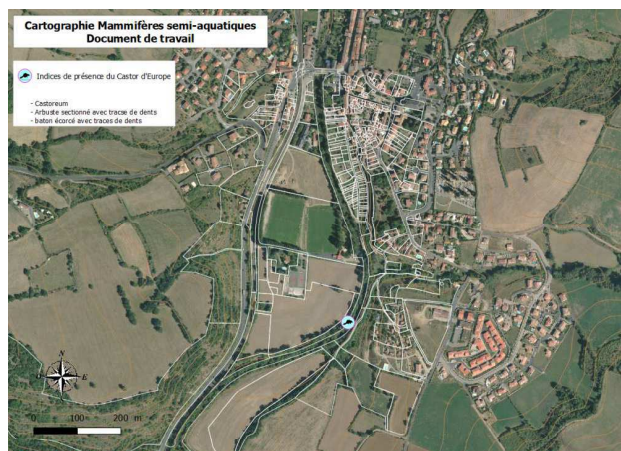 Cartographie Mammifères semi-aquatiques
Document de travail
Indices de présence du Castor d'Europe
- Castoreum
- Arbuste sectionné avec tracse de dents
- baton écorcé avec traces de dents
N
E
S
0 100 200 m